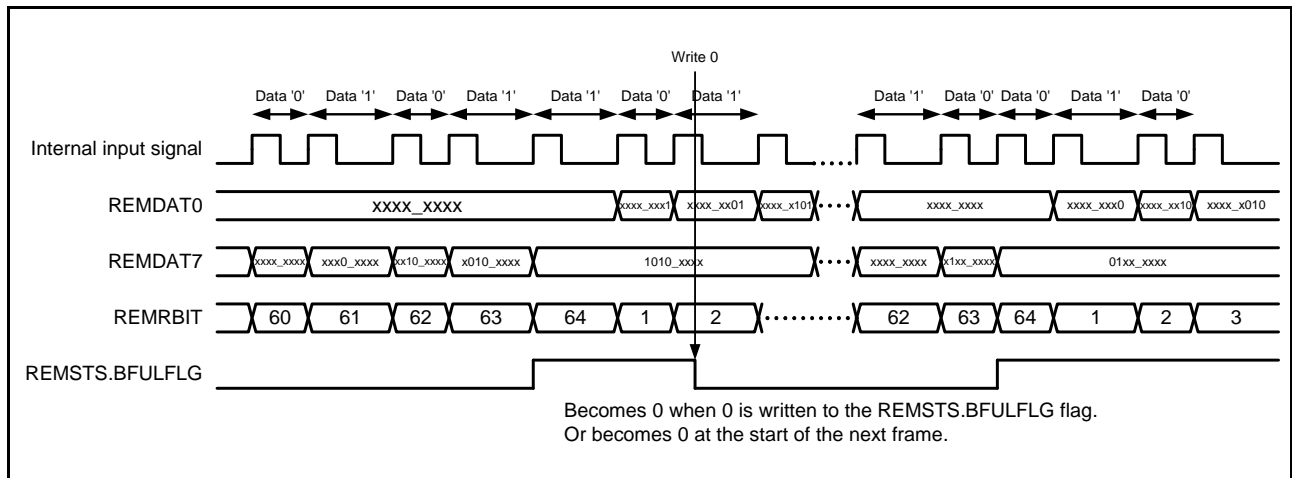 Write 0
Data '0' Data '1' Data '0' Data '1' Data '1' Data '0' Data '1' Data '1' Data '0' Data '0' Data '1' Data '0'
Internal input signal
REMDAT0 xxxx_xxxx xxxx_xxx1 xxxx_xx01 xxxx_x101 xxxx_xxxx xxxx_xxx0 xxxx_xx10 xxxx_x010
REMDAT7 xxxx_xxxx xxx0_xxxx xx10_xxxx x010_xxxx 1010_xxxx xxxx_xxxx x1xx_xxxx 01xx_xxxx
REMRBIT 60 61 62 63 64 1 2 62 63 64 1 2 3
REMSTS.BFULFLG
Becomes 0 when 0 is written to the REMSTS.BFULFLG flag.
Or becomes 0 at the start of the next frame.